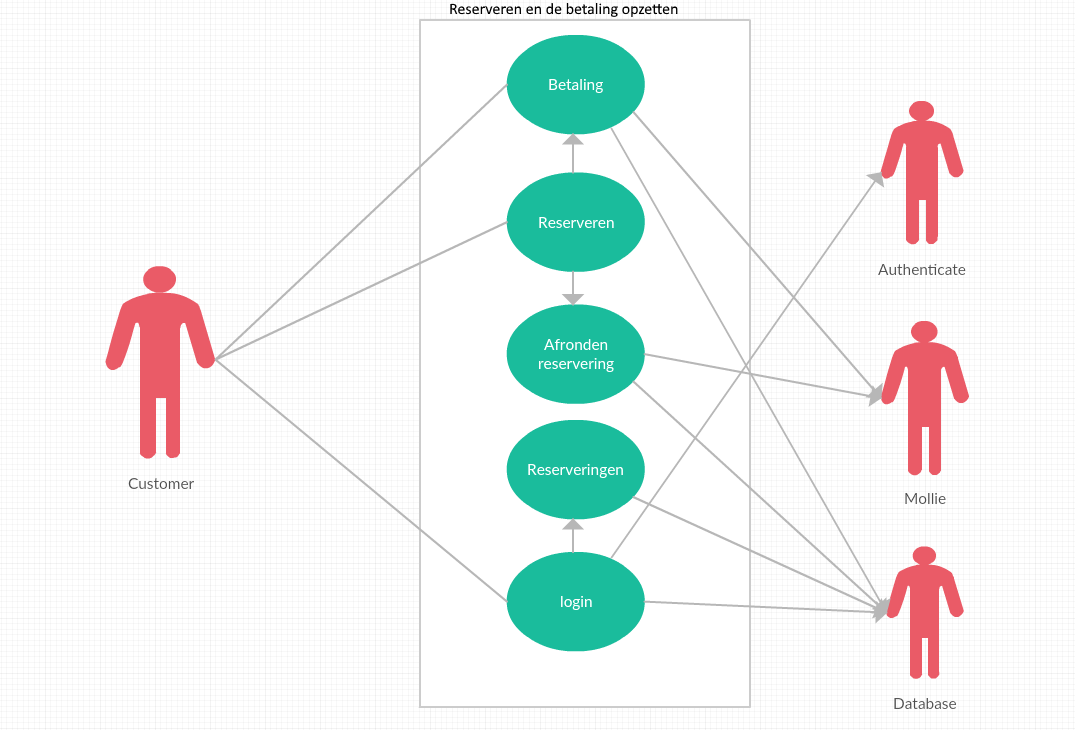 Reserveren en de betaling opzetten
Betaling
Reserveren
Afronden
reservering
Reserveringen
login
Customer
Authenticate
Mollie
Database